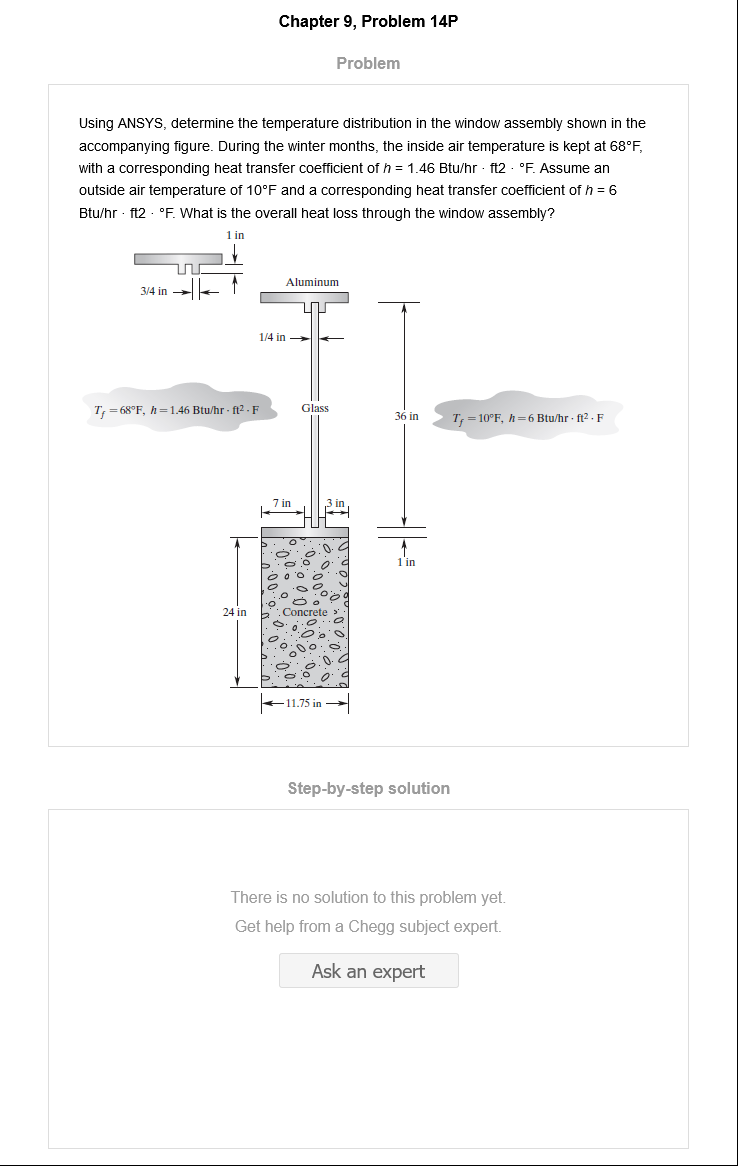 Chapter 9, Problem 14P
Problem
Using ANSYS, determine the temperature distribution in the window assembly shown in the
accompanying figure. During the winter months, the inside air temperature is kept at 68°F,
with a corresponding heat transfer coefficient of h = 1.46 Btu/hr · ft2 · °F. Assume an
outside air temperature of 10°F and a corresponding heat transfer coefficient of h = 6
Btu/hr · ft2 · °F. What is the overall heat loss through the window assembly?
1 in
3/4 in
Aluminum
1/4 in
Tf = 68°F, h = 1.46 Btu/hr · ft² · F
Glass
36 in
Tf = 10°F, h = 6 Btu/hr · ft² · F
7 in
3 in
1 in
24 in
Concrete
11.75 in
Step-by-step solution
There is no solution to this problem yet.
Get help from a Chegg subject expert.
Ask an expert